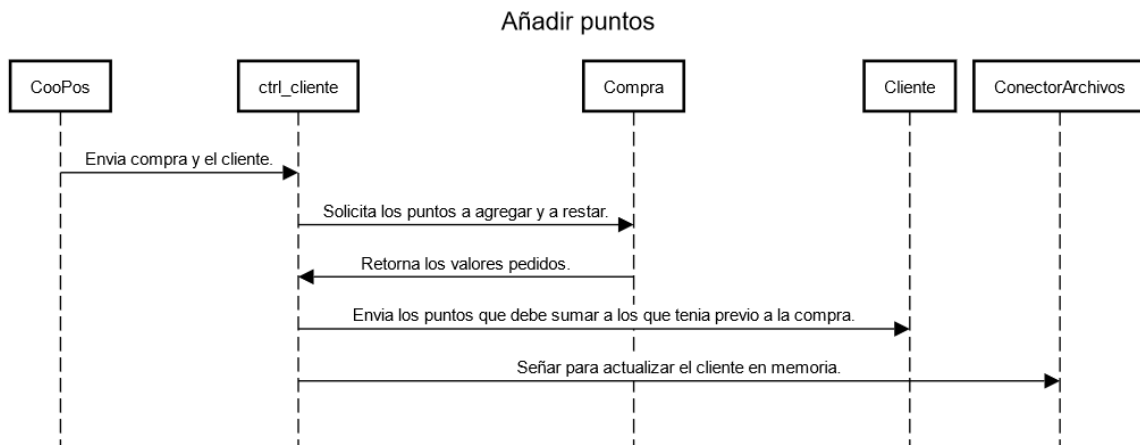 Añadir puntos
CooPos
ctrl_cliente
Compra
Cliente
ConectorArchivos
Envia compra y el cliente.
Solicita los puntos a agregar y a restar.
Retorna los valores pedidos.
Envia los puntos que debe sumar a los que tenia previo a la compra.
Señar para actualizar el cliente en memoria.